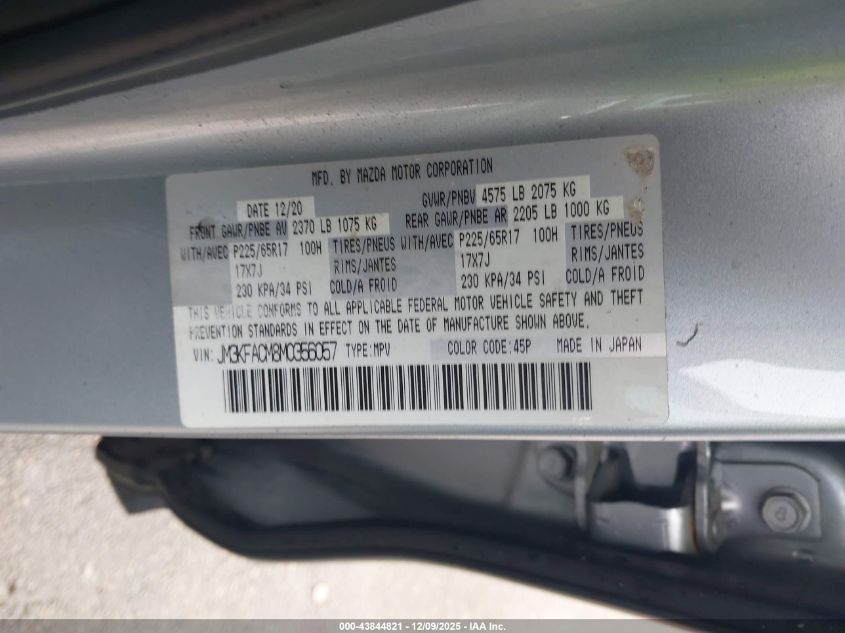 MFD. BY MAZDA MOTOR CORPORATION
DATE 12/20 GVWR/PNBV 4575 LB 2075 KG
FRONT GAWR/PNBE AV 2370 LB 1075 KG REAR GAWR/PNBE AR 2205 LB 1000 KG
WITH/AVEC P225/65R17 100H TIRES/PNEUS WITH/AVEC P225/65R17 100H TIRES/PNEUS
17X7J RIMS/JANTES 17X7J RIMS/JANTES
230 KPA/34 PSI COLD/A FROID 230 KPA/34 PSI COLD/A FROID
THIS VEHICLE CONFORMS TO ALL APPLICABLE FEDERAL MOTOR VEHICLE SAFETY AND THEFT
PREVENTION STANDARDS IN EFFECT ON THE DATE OF MANUFACTURE SHOWN ABOVE.
VIN: JM3KFACM8M0356057 TYPE:MPV COLOR CODE:45P MADE IN JAPAN
000-43844821 - 12/09/2025 - IAA Inc.